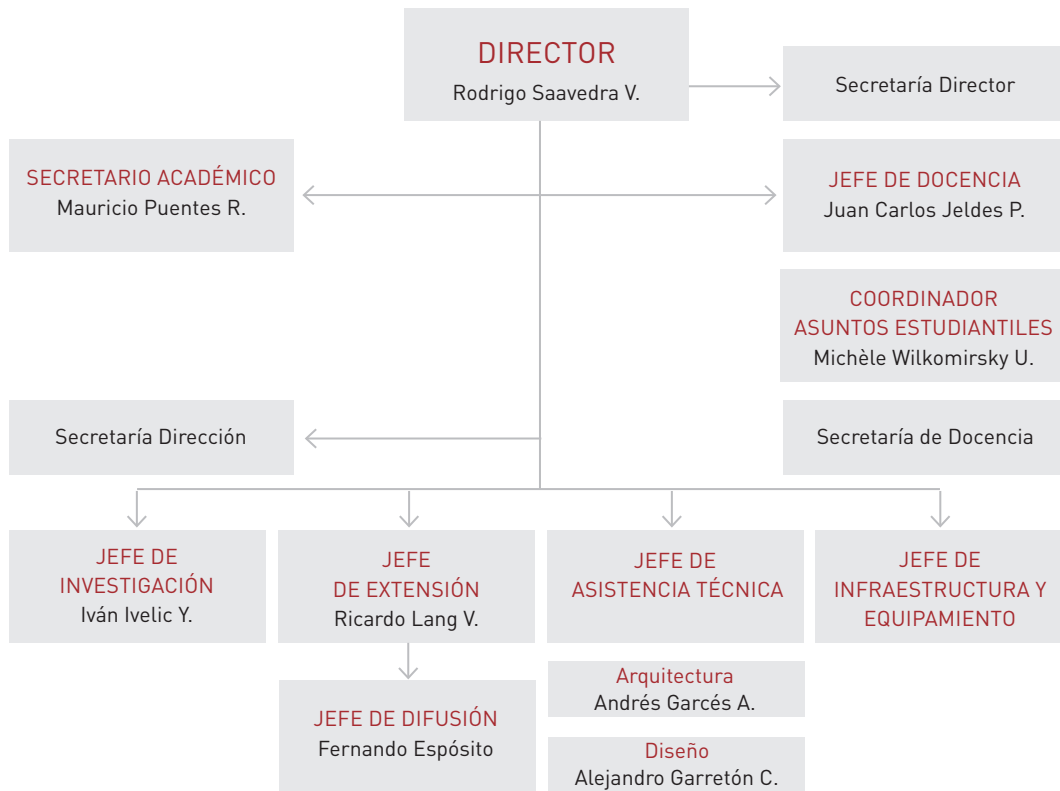 DIRECTOR
Rodrigo Saavedra V.
Secretaría Director
SECRETARIO ACADÉMICO
Mauricio Puentes R.
JEFE DE DOCENCIA
Juan Carlos Jeldes P.
COORDINADOR
ASUNTOS ESTUDIANTILES
Michèle Wilkomirsky U.
Secretaría Dirección
Secretaría de Docencia
JEFE DE
INVESTIGACIÓN
Iván Ivelic Y.
JEFE
DE EXTENSIÓN
Ricardo Lang V.
JEFE DE
ASISTENCIA TÉCNICA
JEFE DE
INFRAESTRUCTURA Y
EQUIPAMIENTO
JEFE DE DIFUSIÓN
Fernando Espósito
Arquitectura
Andrés Garcés A.
Diseño
Alejandro Garretón C.